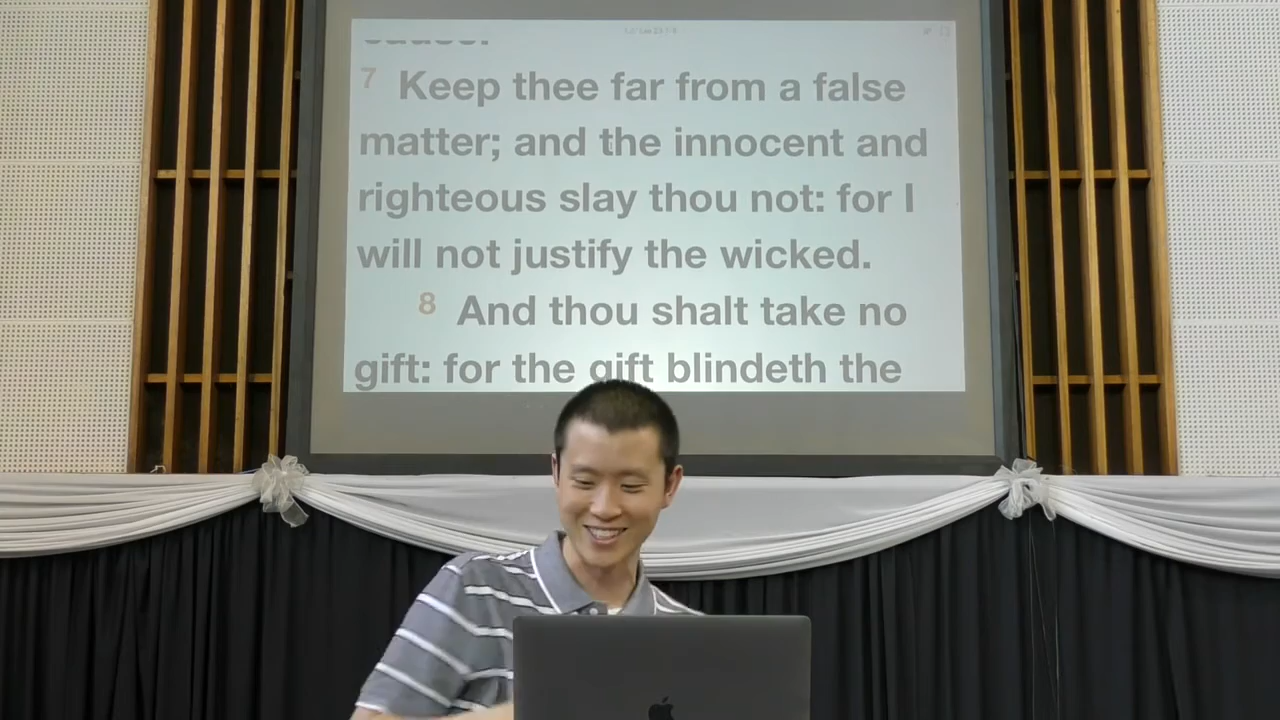 7 Keep thee far from a false
matter; and the innocent and
righteous slay thou not: for I
will not justify the wicked.
8 And thou shalt take no
gift: for the gift blindeth the